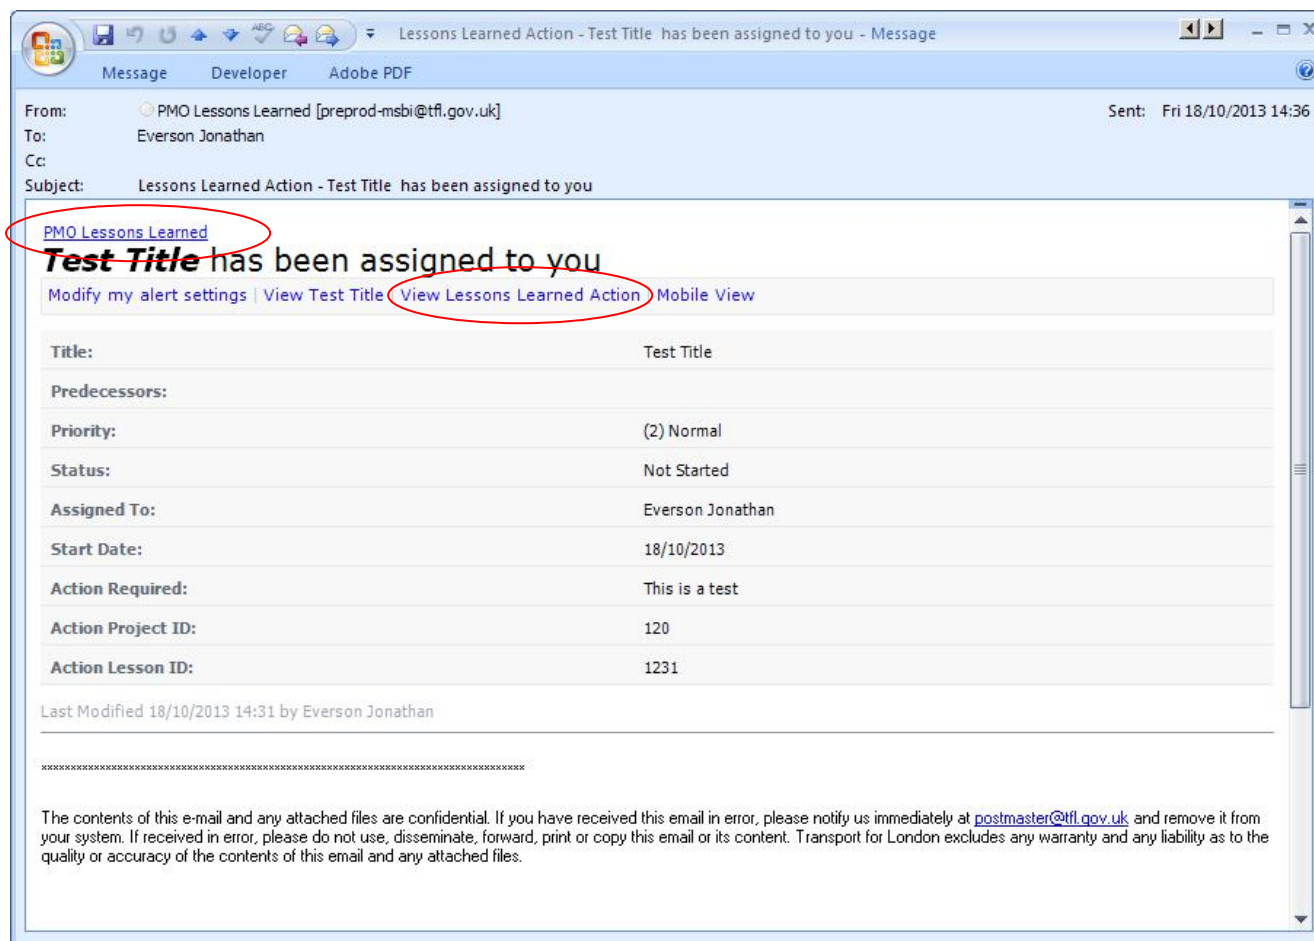 ABC
Lessons Learned Action - Test Title has been assigned to you - Message
Message Developer Adobe PDF
From: PMO Lessons Learned [preprod-msbi@tfl.gov.uk] Sent: Fri 18/10/2013 14:36
To: Everson Jonathan
Cc:
Subject: Lessons Learned Action - Test Title has been assigned to you
PMO Lessons Learned
Test Title has been assigned to you
Modify my alert settings | View Test Title | View Lessons Learned Action | Mobile View
Title: Test Title
Predecessors:
Priority: (2) Normal
Status: Not Started
Assigned To: Everson Jonathan
Start Date: 18/10/2013
Action Required: This is a test
Action Project ID: 120
Action Lesson ID: 1231
Last Modified 18/10/2013 14:31 by Everson Jonathan
***********************************************************************************
The contents of this e-mail and any attached files are confidential. If you have received this email in error, please notify us immediately at postmaster@tfl.gov.uk and remove it from
your system. If received in error, please do not use, disseminate, forward, print or copy this email or its content. Transport for London excludes any warranty and any liability as to the
quality or accuracy of the contents of this email and any attached files.